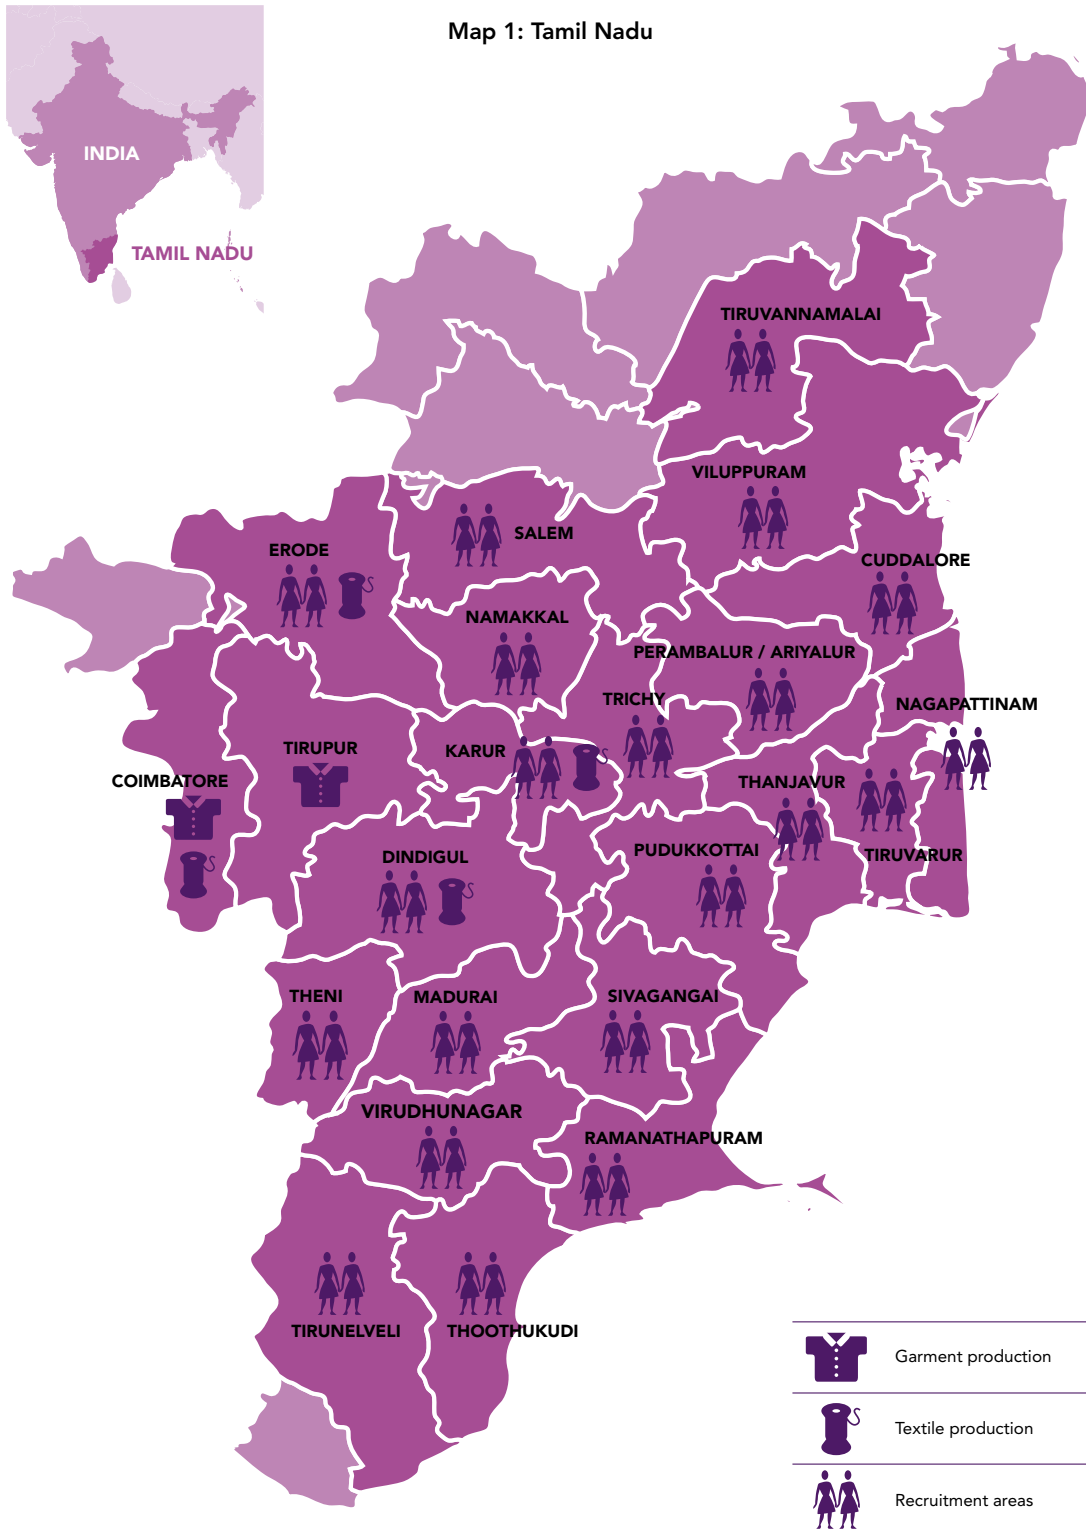 Map 1: Tamil Nadu
INDIA
TAMIL NADU
TIRUVANNAMALAI
VILUPPURAM
SALEM
ERODE
CUDDALORE
NAMAKKAL
PERAMBALUR / ARIYALUR
TRICHY
NAGAPATTINAM
TIRUPUR
KARUR
COIMBATORE
THANJAVUR
DINDIGUL
PUDUKKOTTAI
TIRUVARUR
THENI
MADURAI
SIVAGANGAI
VIRUDHUNAGAR
RAMANATHAPURAM
TIRUNELVELI
THOOTHUKUDI
Garment production
Textile production
Recruitment areas